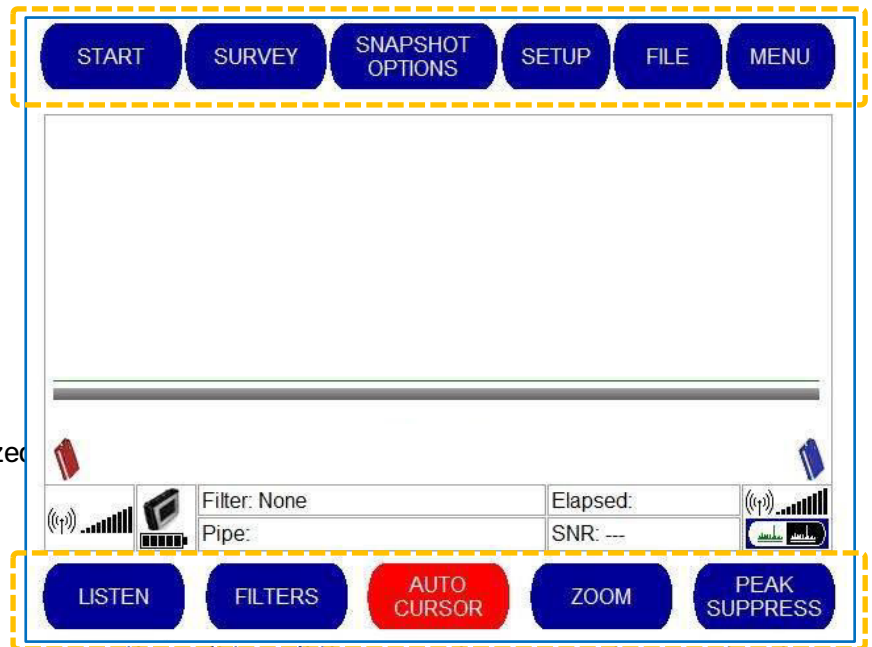 START
SURVEY
SNAPSHOT
OPTIONS
SETUP
FILE
MENU
Filter: None
Elapsed:
Pipe:
SNR: ---
LISTEN
FILTERS
AUTO
CURSOR
ZOOM
PEAK
SUPPRESS